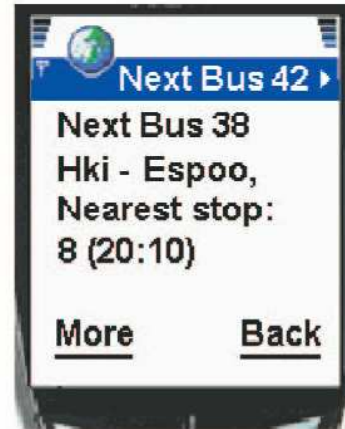 Next Bus 42
Next Bus 38
Hki - Espoo,
Nearest stop:
8 (20:10)
More Back